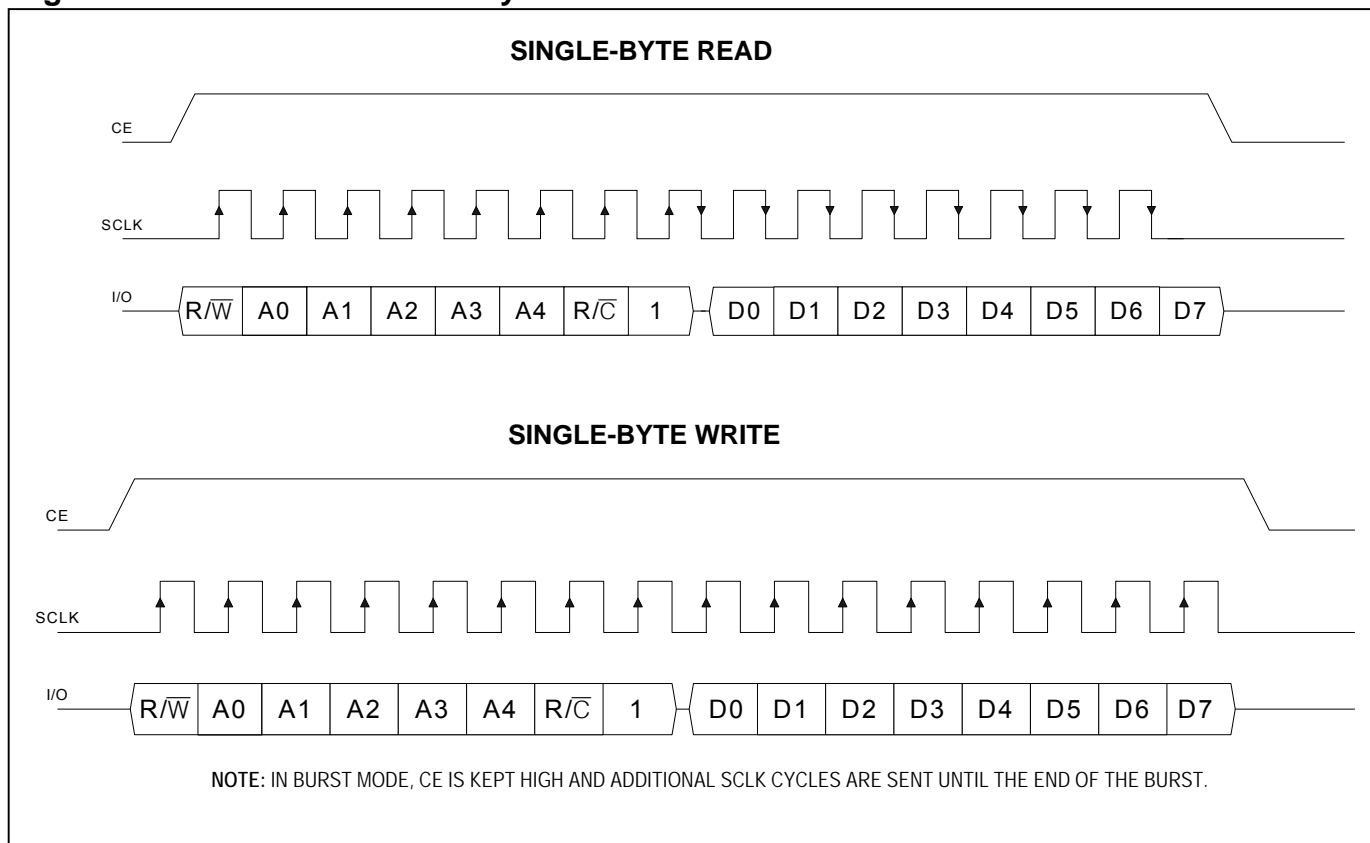 SINGLE-BYTE READ
CE
SCLK
I/O
R/W̅ A0 A1 A2 A3 A4 R/C̅ 1 D0 D1 D2 D3 D4 D5 D6 D7
SINGLE-BYTE WRITE
CE
SCLK
I/O
R/W̅ A0 A1 A2 A3 A4 R/C̅ 1 D0 D1 D2 D3 D4 D5 D6 D7
NOTE: IN BURST MODE, CE IS KEPT HIGH AND ADDITIONAL SCLK CYCLES ARE SENT UNTIL THE END OF THE BURST.